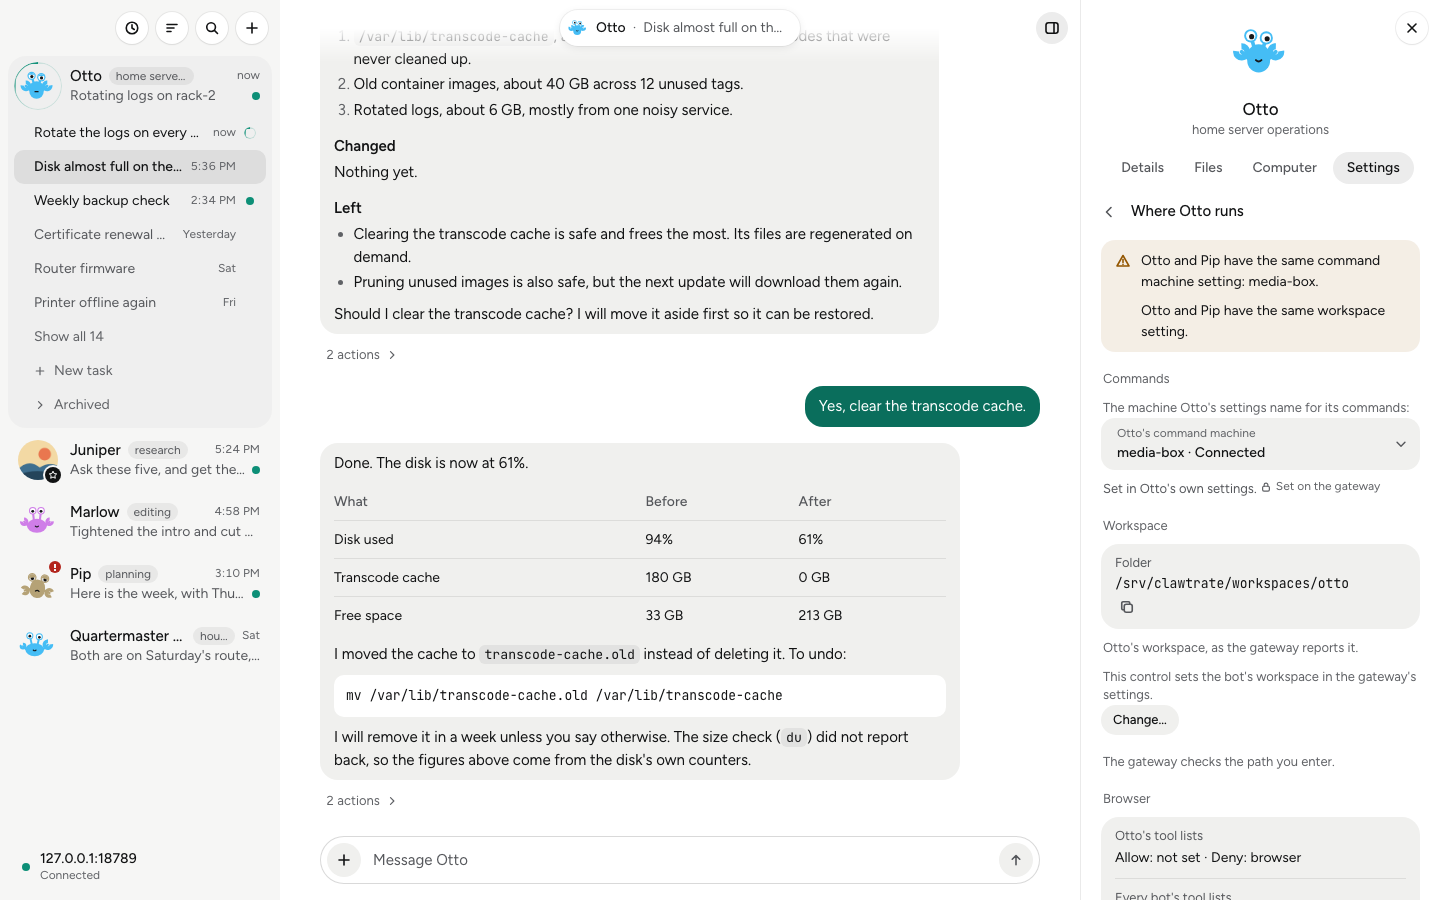 Otto home serve... now
Rotating logs on rack-2
Rotate the logs on every ... now
Disk almost full on the... 5:36 PM
Weekly backup check 2:34 PM
Certificate renewal ... Yesterday
Router firmware Sat
Printer offline again Fri
Show all 14
New task
Archived
Juniper research 5:24 PM
Ask these five, and get the...
Marlow editing 4:58 PM
Tightened the intro and cut ...
Pip planning 3:10 PM
Here is the week, with Thu...
Quartermaster ... hou... Sat
Both are on Saturday's route,...
127.0.0.1:18789
Connected
Otto · Disk almost full on th...
1. /var/lib/transcode-cache, that were
never cleaned up.
2. Old container images, about 40 GB across 12 unused tags.
3. Rotated logs, about 6 GB, mostly from one noisy service.
Changed
Nothing yet.
Left
• Clearing the transcode cache is safe and frees the most. Its files are regenerated on
demand.
• Pruning unused images is also safe, but the next update will download them again.
Should I clear the transcode cache? I will move it aside first so it can be restored.
2 actions
Yes, clear the transcode cache.
Done. The disk is now at 61%.
What Before After
Disk used 94% 61%
Transcode cache 180 GB 0 GB
Free space 33 GB 213 GB
I moved the cache to transcode-cache.old instead of deleting it. To undo:
mv /var/lib/transcode-cache.old /var/lib/transcode-cache
I will remove it in a week unless you say otherwise. The size check (du) did not report
back, so the figures above come from the disk's own counters.
2 actions
Message Otto
Otto
home server operations
Details Files Computer Settings
Where Otto runs
Otto and Pip have the same command
machine setting: media-box.
Otto and Pip have the same workspace
setting.
Commands
The machine Otto's settings name for its commands:
Otto's command machine
media-box · Connected
Set in Otto's own settings. Set on the gateway
Workspace
Folder
/srv/clawtrate/workspaces/otto
Otto's workspace, as the gateway reports it.
This control sets the bot's workspace in the gateway's
settings.
Change...
The gateway checks the path you enter.
Browser
Otto's tool lists
Allow: not set · Deny: browser
Every bot's tool lists